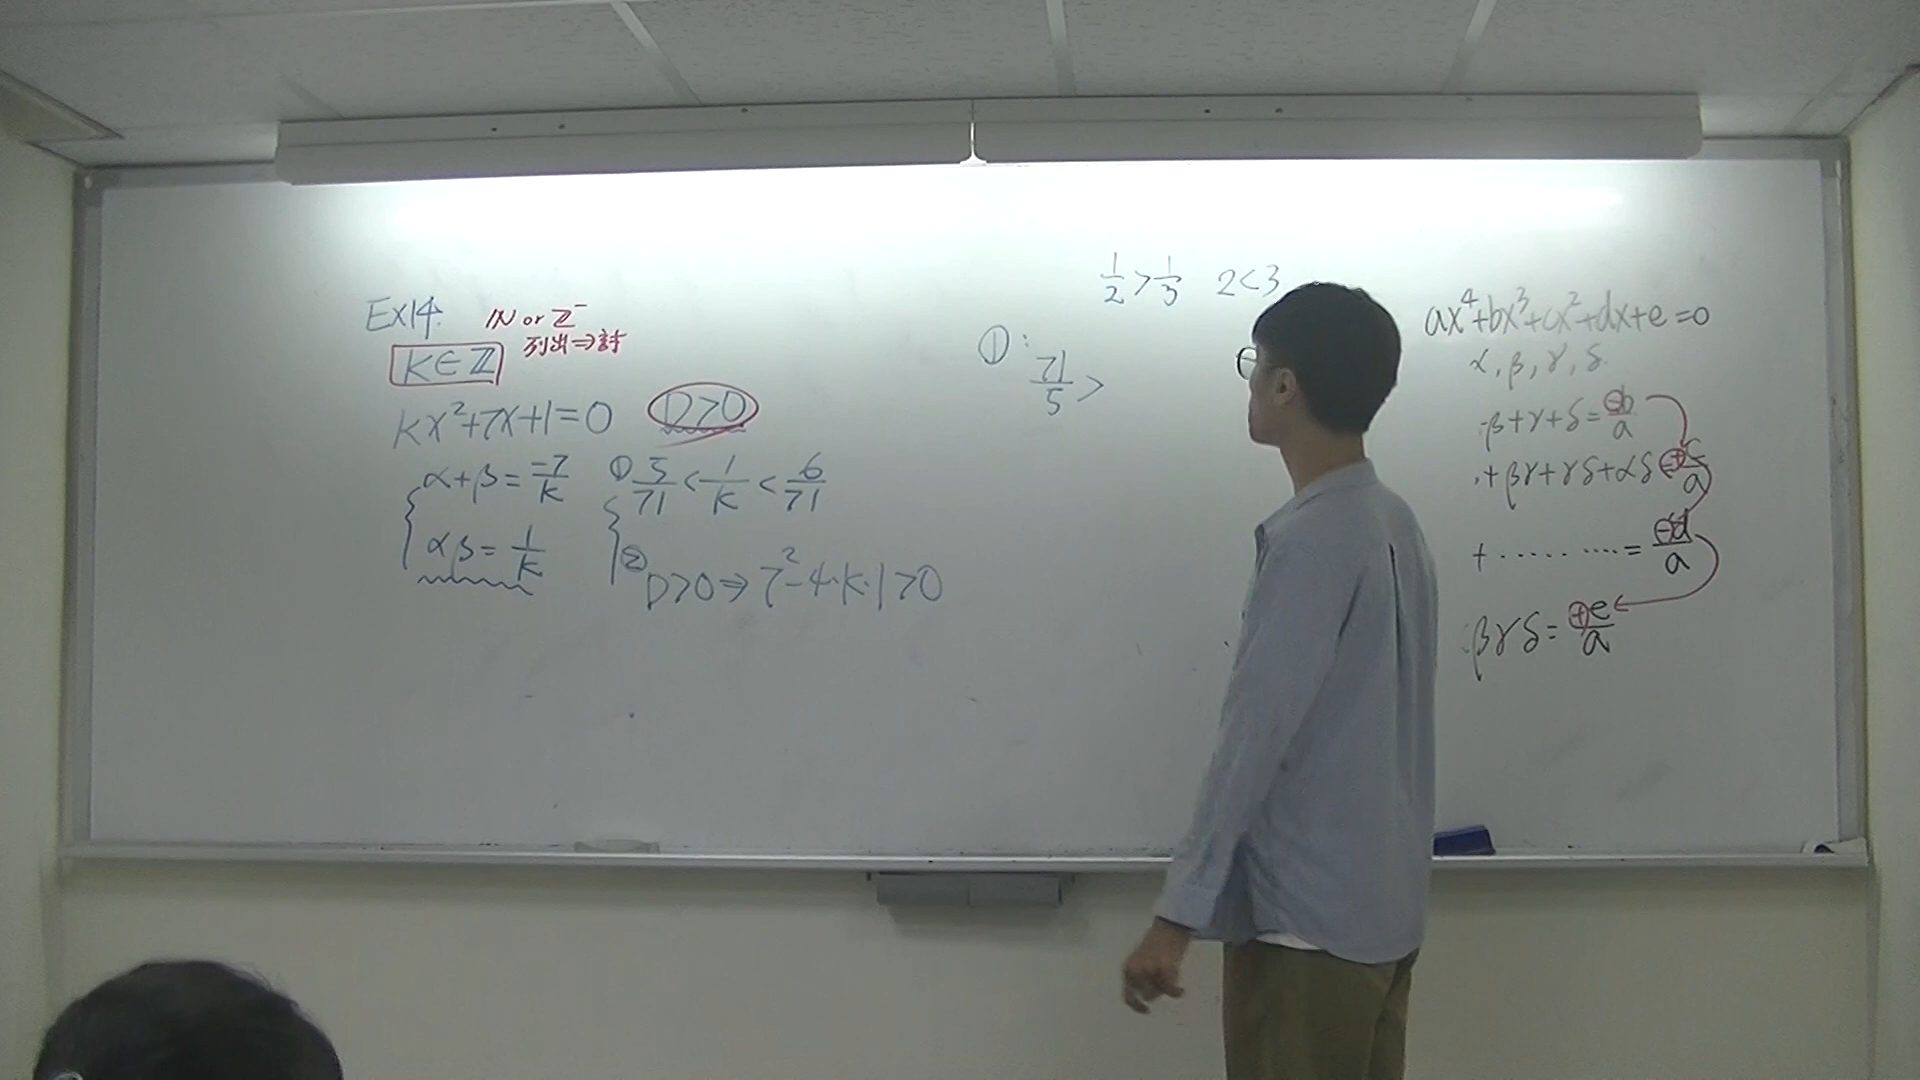 Ex14.
ℕ or ℤ⁻
列出⇒討
k∈ℤ
kx²+7x+1=0 D>0
α+β=-7/k
αβ=1/k
① 5/71<1/k<6/71
② D>0⇒7²-4·k·1>0
1/2>1/3 2<3
①:
71/5>
ax⁴+bx³+cx²+dx+e=0
α,β,γ,δ
β+γ+δ=-b/a
+βγ+γδ+αδ=+c/a
+.........=-d/a
βγδ=+e/a